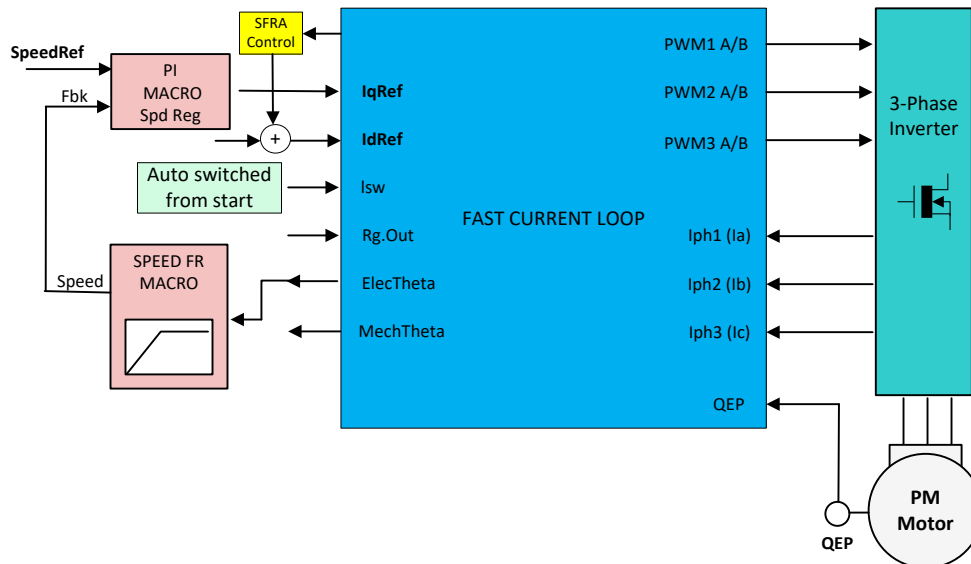 SFRA
Control
SpeedRef
PI
MACRO
Spd Reg
Fbk
+
Auto switched
from start
Speed
SPEED FR
MACRO
IqRef
IdRef
lsw
Rg.Out
ElecTheta
MechTheta
FAST CURRENT LOOP
PWM1 A/B
PWM2 A/B
PWM3 A/B
Iph1 (Ia)
Iph2 (Ib)
Iph3 (Ic)
QEP
3-Phase
Inverter
PM
Motor
QEP